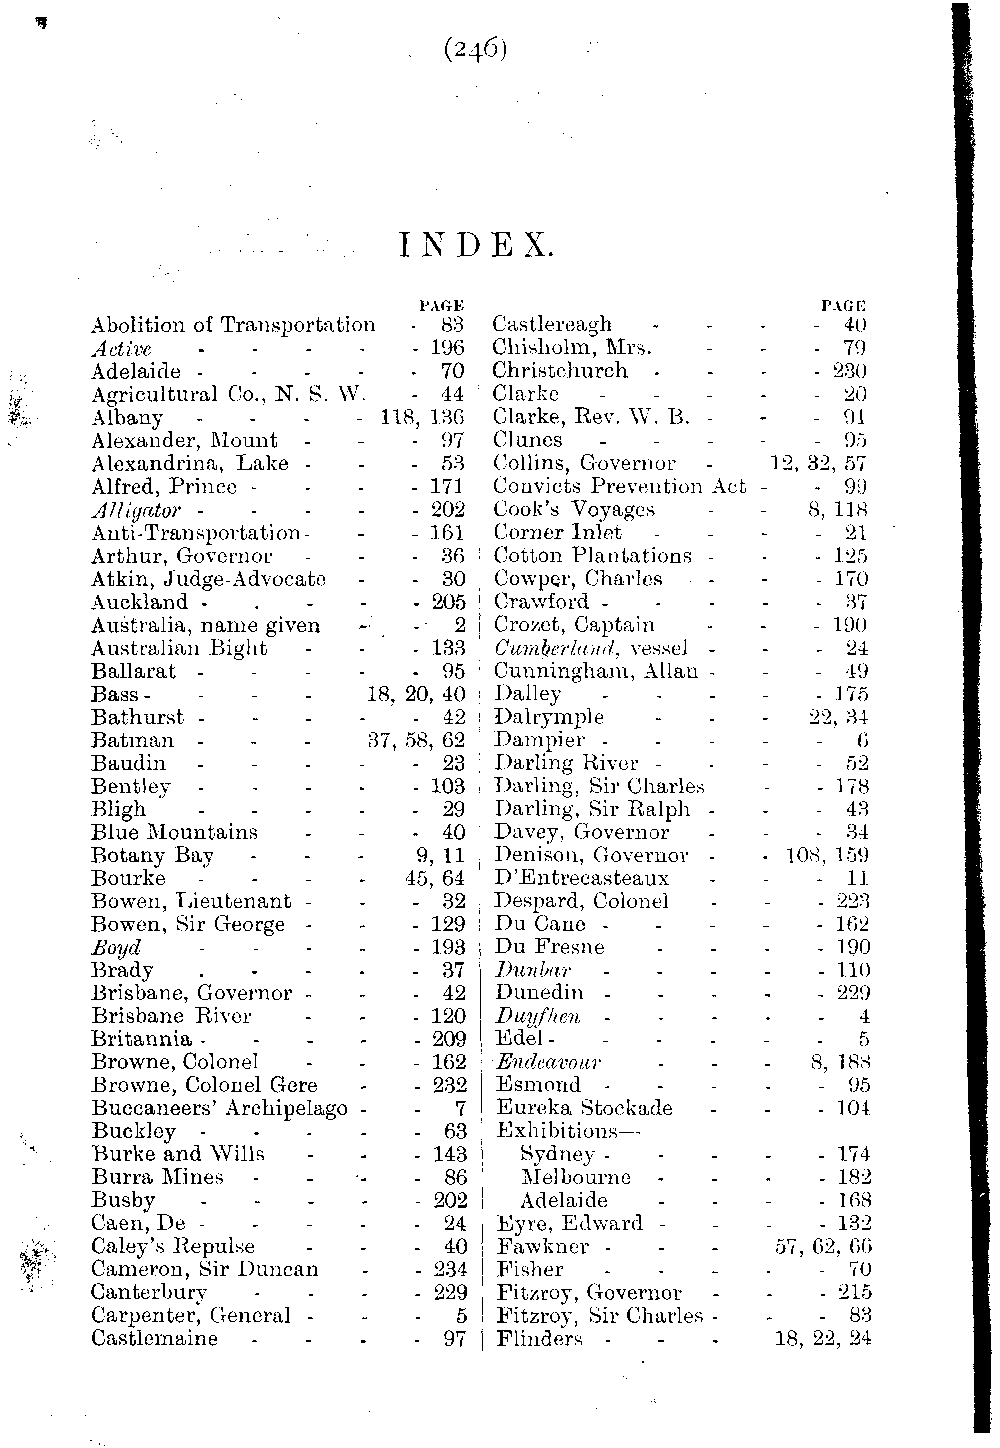 (246)
INDEX.
PAGE
Abolition of Transportation - 83
Active - - - - - 196
Adelaide - - - - - 70
Agricultural Co., N. S. W. - 44
Albany - - - - 118, 136
Alexander, Mount - - - 97
Alexandrina, Lake - - - 53
Alfred, Prince - - - - 171
Alligator - - - - - 202
Anti-Transportation - - - 161
Arthur, Governor - - - 36
Atkin, Judge-Advocate - - 30
Auckland - . - - - 205
Australia, name given - - 2
Australian Bight - - - 133
Ballarat - - - - - 95
Bass - - - - 18, 20, 40
Bathurst - - - - - 42
Batman - - - 37, 58, 62
Baudin - - - - - 23
Bentley - - - - - 103
Bligh - - - - - 29
Blue Mountains - - - 40
Botany Bay - - - 9, 11
Bourke - - - - 45, 64
Bowen, Lieutenant - - - 32
Bowen, Sir George - - - 129
Boyd - - - - - 193
Brady . - - - - 37
Brisbane, Governor - - - 42
Brisbane River - - - 120
Britannia - - - - - 209
Browne, Colonel - - - 162
Browne, Colonel Gore - - 232
Buccaneers' Archipelago - - 7
Buckley - - - - - 63
Burke and Wills - - - 143
Burra Mines - - - - 86
Busby - - - - - 202
Caen, De - - - - - 24
Caley's Repulse - - - 40
Cameron, Sir Duncan - - 234
Canterbury - - - - 229
Carpenter, General - - - 5
Castlemaine - - - - 97
PAGE
Castlereagh - - - - 40
Chisholm, Mrs. - - - 79
Christchurch - - - - 230
Clarke - - - - - 20
Clarke, Rev. W. B. - - - 91
Clunes - - - - - 95
Collins, Governor - 12, 32, 57
Convicts Prevention Act - - 99
Cook's Voyages - - 8, 118
Corner Inlet - - - - 21
Cotton Plantations - - - 125
Cowper, Charles - - - 170
Crawford - - - - - 37
Crozet, Captain - - - 190
Cumberland, vessel - - - 24
Cunningham, Allan - - - 49
Dalley - - - - - 175
Dalrymple - - - 22, 34
Dampier - - - - - 6
Darling River - - - - 52
Darling, Sir Charles - - 178
Darling, Sir Ralph - - - 43
Davey, Governor - - - 34
Denison, Governor - - 108, 159
D'Entrecasteaux - - - 11
Despard, Colonel - - - 223
Du Cane - - - - - 162
Du Fresne - - - - 190
Dunbar - - - - - 110
Dunedin - - - - - 229
Duyfhen - - - - - 4
Edel - - - - - - 5
Endeavour - - - 8, 188
Esmond - - - - - 95
Eureka Stockade - - - 104
Exhibitions—
Sydney - - - - - 174
Melbourne - - - - 182
Adelaide - - - - 168
Eyre, Edward - - - - 132
Fawkner - - - 57, 62, 66
Fisher - - - - - 70
Fitzroy, Governor - - - 215
Fitzroy, Sir Charles - - - 83
Flinders - - - 18, 22, 24